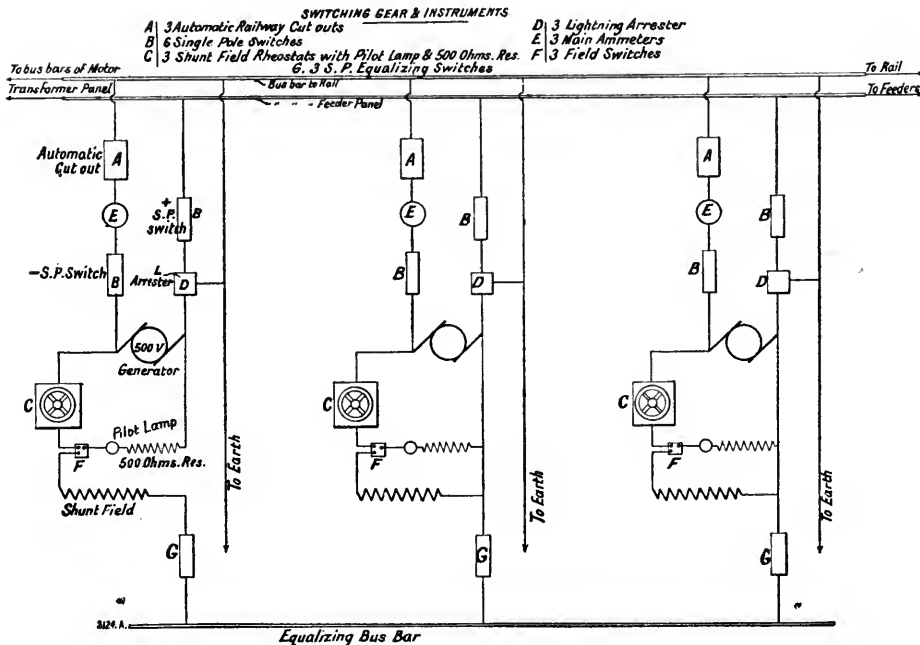 SWITCHING GEAR & INSTRUMENTS
A 3 Automatic Railway Cut outs
B 6 Single Pole Switches
C 3 Shunt Field Rheostats with Pilot Lamp & 500 Ohms. Res.
D 3 Lightning Arrester
E 3 Main Ammeters
F 3 Field Switches
G. 3 S.P. Equalizing Switches
To bus bars of Motor
Bus bar to Rail
To Rail
Transformer Panel
" " " Feeder Panel
To Feeders
Automatic
Cut out
A
E
+
S.P.
switch
B
-S.P. Switch
B
L
Arrester
D
500 V
Generator
C
Pilot Lamp
F
500 Ohms. Res.
Shunt Field
To Earth
G
A
E
B
B
D
C
F
To Earth
G
A
E
B
B
D
C
F
To Earth
G
3124. A.
Equalizing Bus Bar